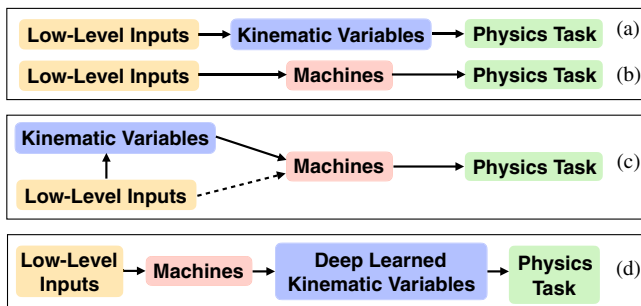 Low-Level Inputs Kinematic Variables Physics Task (a)
Low-Level Inputs Machines Physics Task (b)
Kinematic Variables
Machines Physics Task (c)
Low-Level Inputs
Low-Level Deep Learned Physics
Inputs Machines Kinematic Variables Task (d)